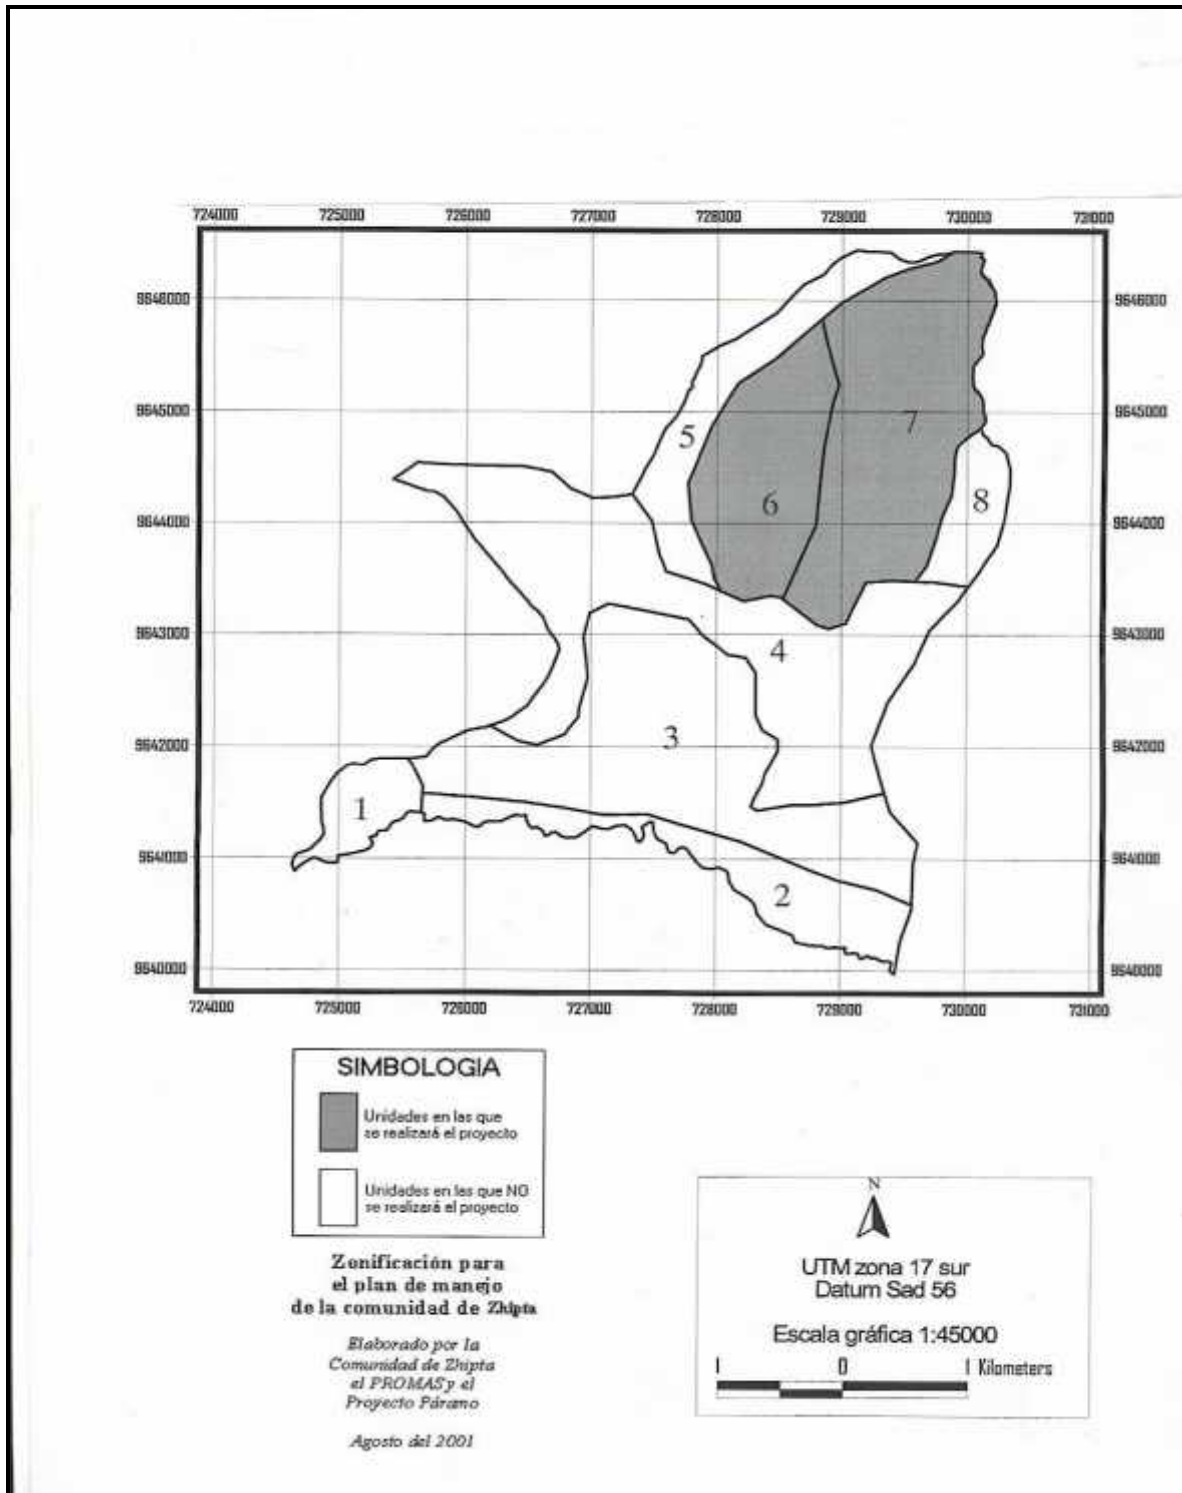 724000 725000 726000 727000 728000 729000 730000 731000
9646000 9646000
9645000 9645000
9644000 9644000
9643000 9643000
9642000 9642000
9641000 9641000
9640000 9640000
5
7
6
8
4
3
1
2
724000 725000 726000 727000 728000 729000 730000 731000
SIMBOLOGIA
Unidades en las que
se realizará el proyecto
Unidades en las que NO
se realizará el proyecto
Zonificación para
el plan de manejo
de la comunidad de Zhipta
Elaborado por la
Comunidad de Zhipta
el PROMAS y el
Proyecto Páramo
Agosto del 2001
N
UTM zona 17 sur
Datum Sad 56
Escala gráfica 1:45000
1 0 1 Kilometers